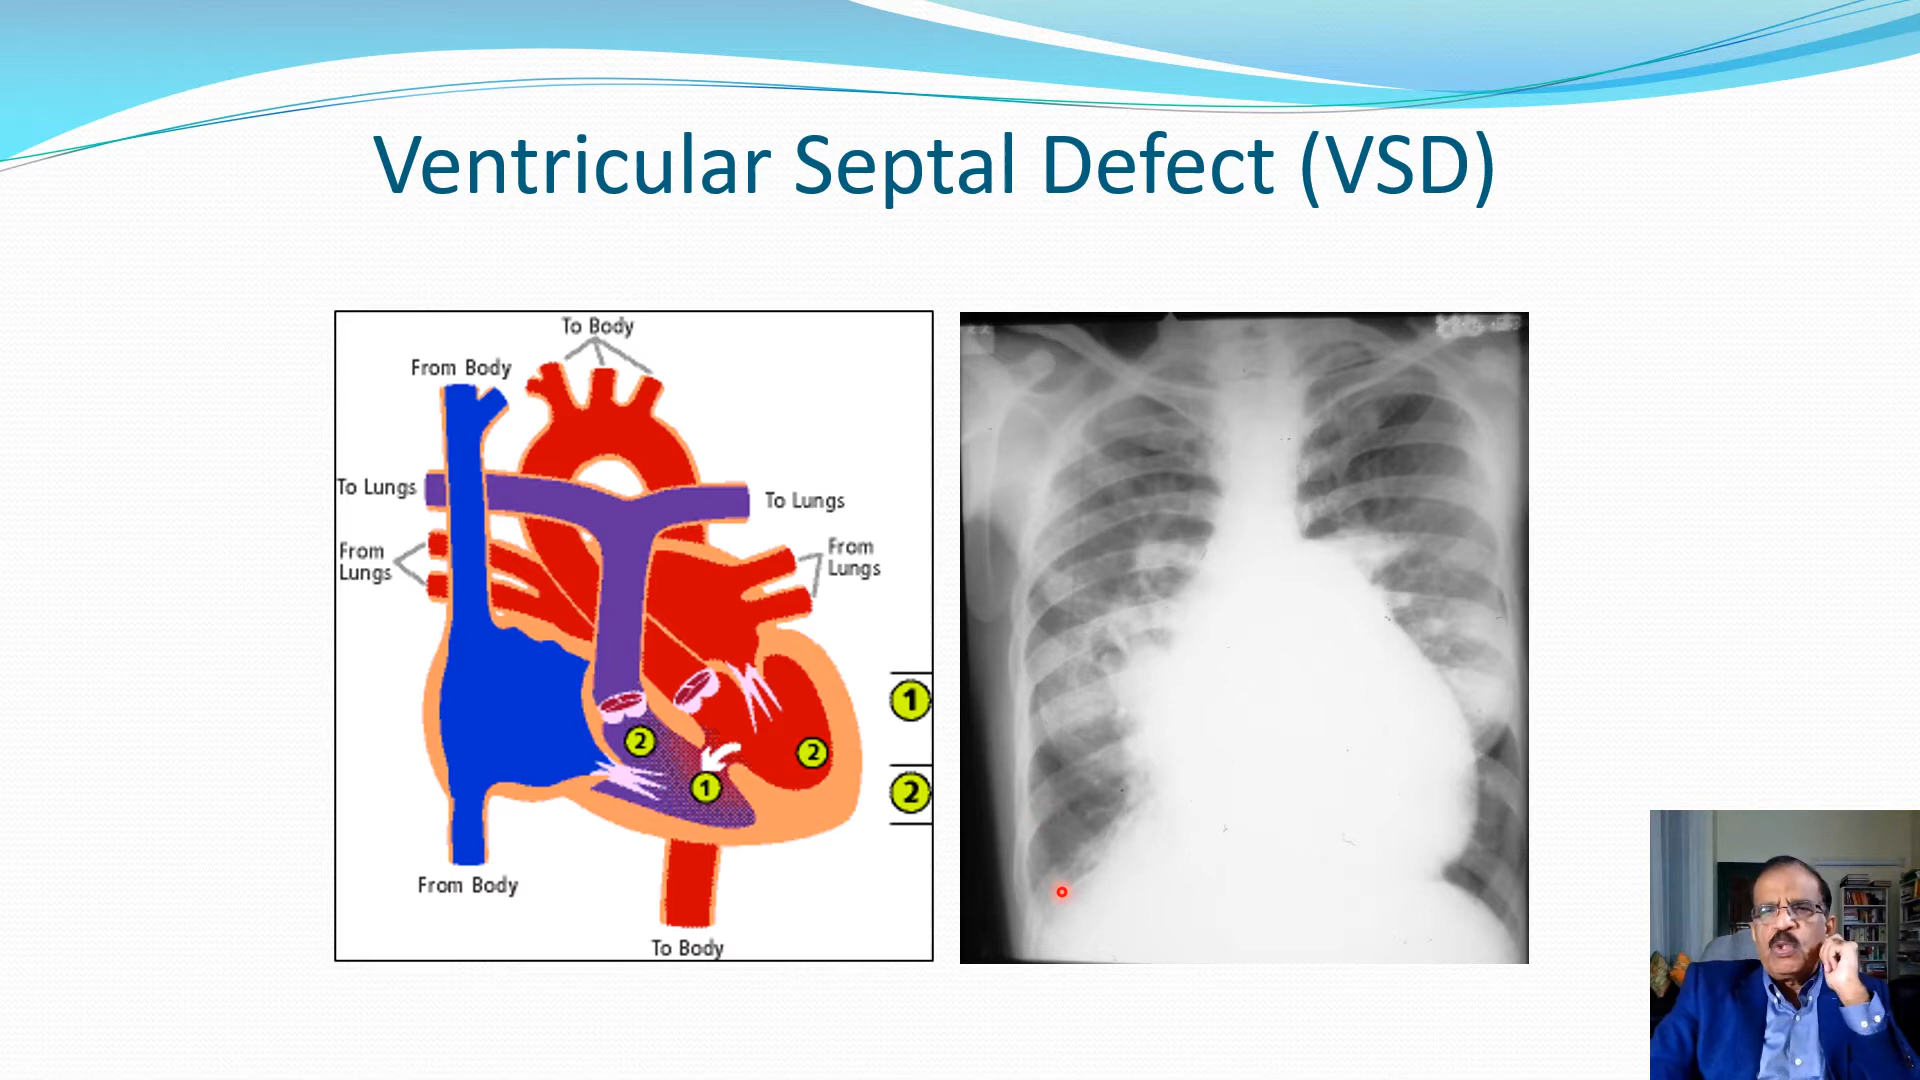 Ventricular Septal Defect (VSD)
To Body
From Body
To Lungs
To Lungs
From
Lungs
From
Lungs
1
2
2
1
2
From Body
To Body